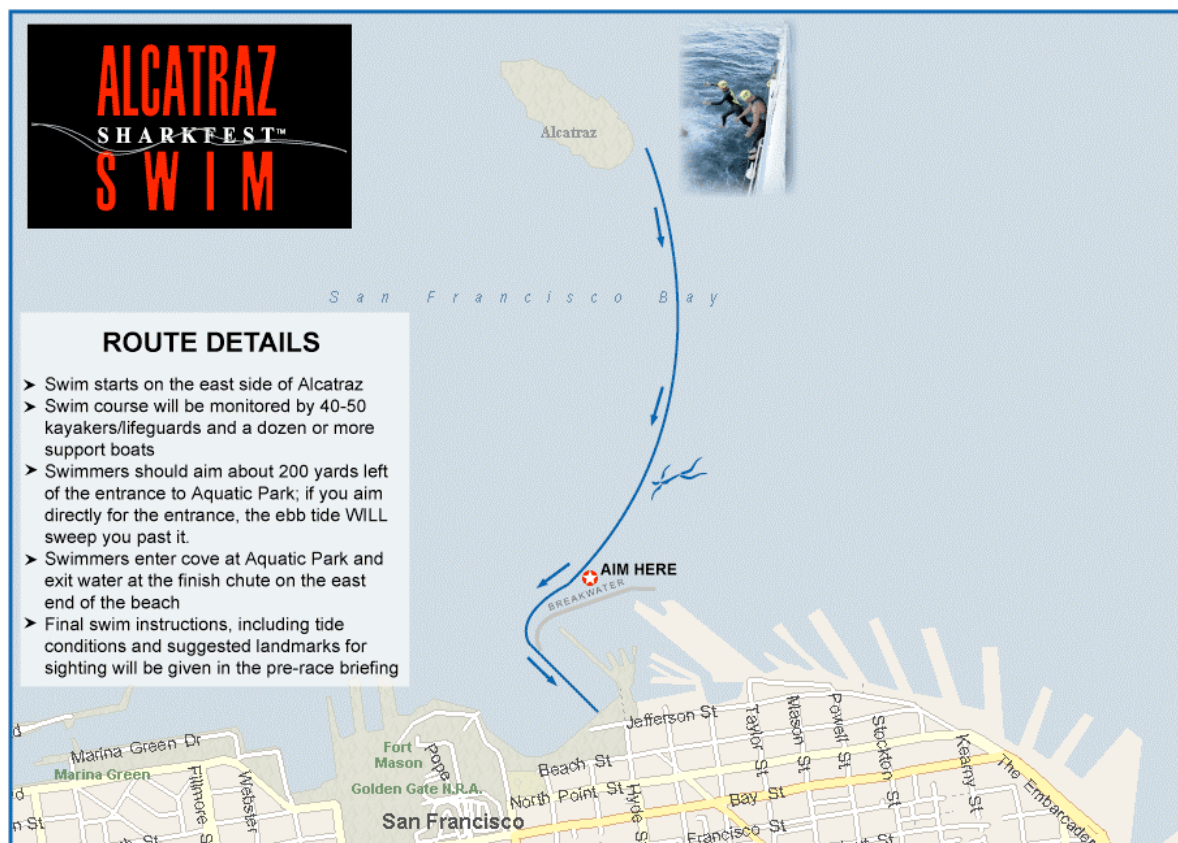 ALCATRAZ
SHARKFEST™
SWIM
Alcatraz
San Francisco Bay
ROUTE DETAILS
➤ Swim starts on the east side of Alcatraz
➤ Swim course will be monitored by 40-50
kayakers/lifeguards and a dozen or more
support boats
➤ Swimmers should aim about 200 yards left
of the entrance to Aquatic Park; if you aim
directly for the entrance, the ebb tide WILL
sweep you past it.
➤ Swimmers enter cove at Aquatic Park and
exit water at the finish chute on the east
end of the beach
➤ Final swim instructions, including tide
conditions and suggested landmarks for
sighting will be given in the pre-race briefing
AIM HERE
BREAKWATER
Jefferson St
Taylor St
Mason St
Powell St
Stockton St
Kearny St
The Embarcader
Marina Green Dr
Marina Green
Fillmore S
Webster
Fort
Mason
Pope
Golden Gate N.R.A.
San Francisco
Beach St
North Point St
Hyde S
Bay St
Francisco St
n St